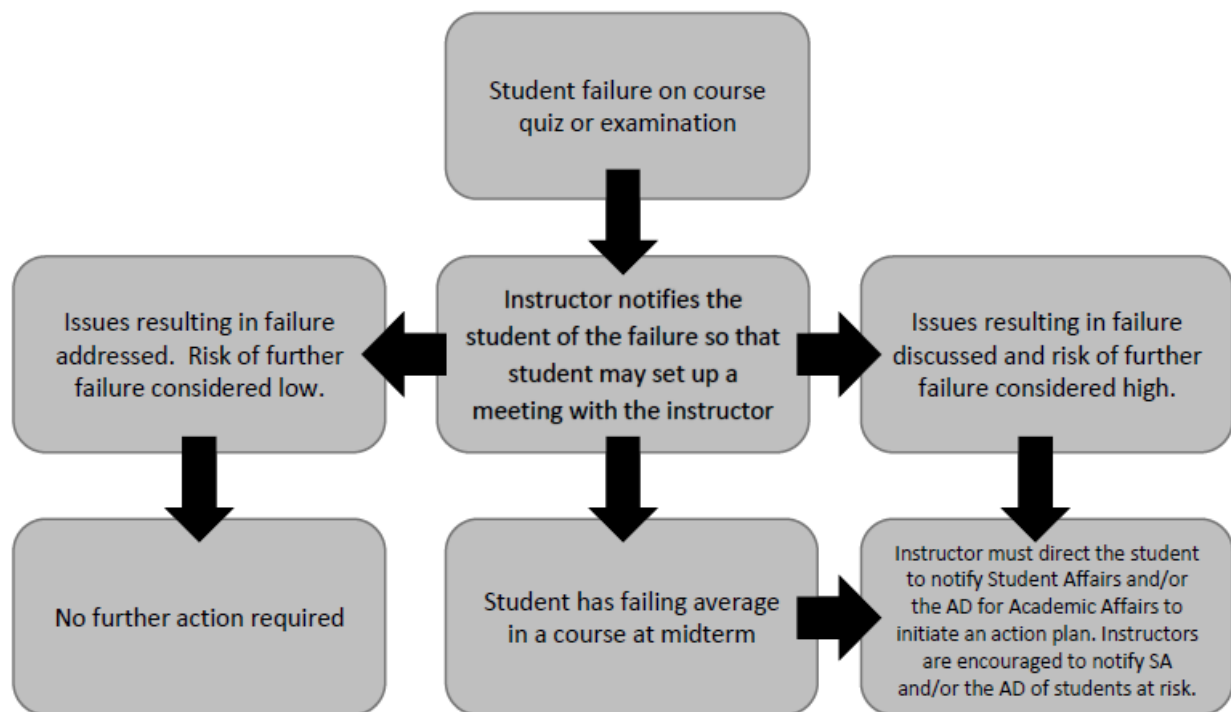 Student failure on course
quiz or examination
Issues resulting in failure
addressed.  Risk of further
failure considered low.
Instructor notifies the
student of the failure so that
student may set up a
meeting with the instructor
Issues resulting in failure
discussed and risk of further
failure considered high.
No further action required
Student has failing average
in a course at midterm
Instructor must direct the student
to notify Student Affairs and/or
the AD for Academic Affairs to
initiate an action plan. Instructors
are encouraged to notify SA
and/or the AD of students at risk.